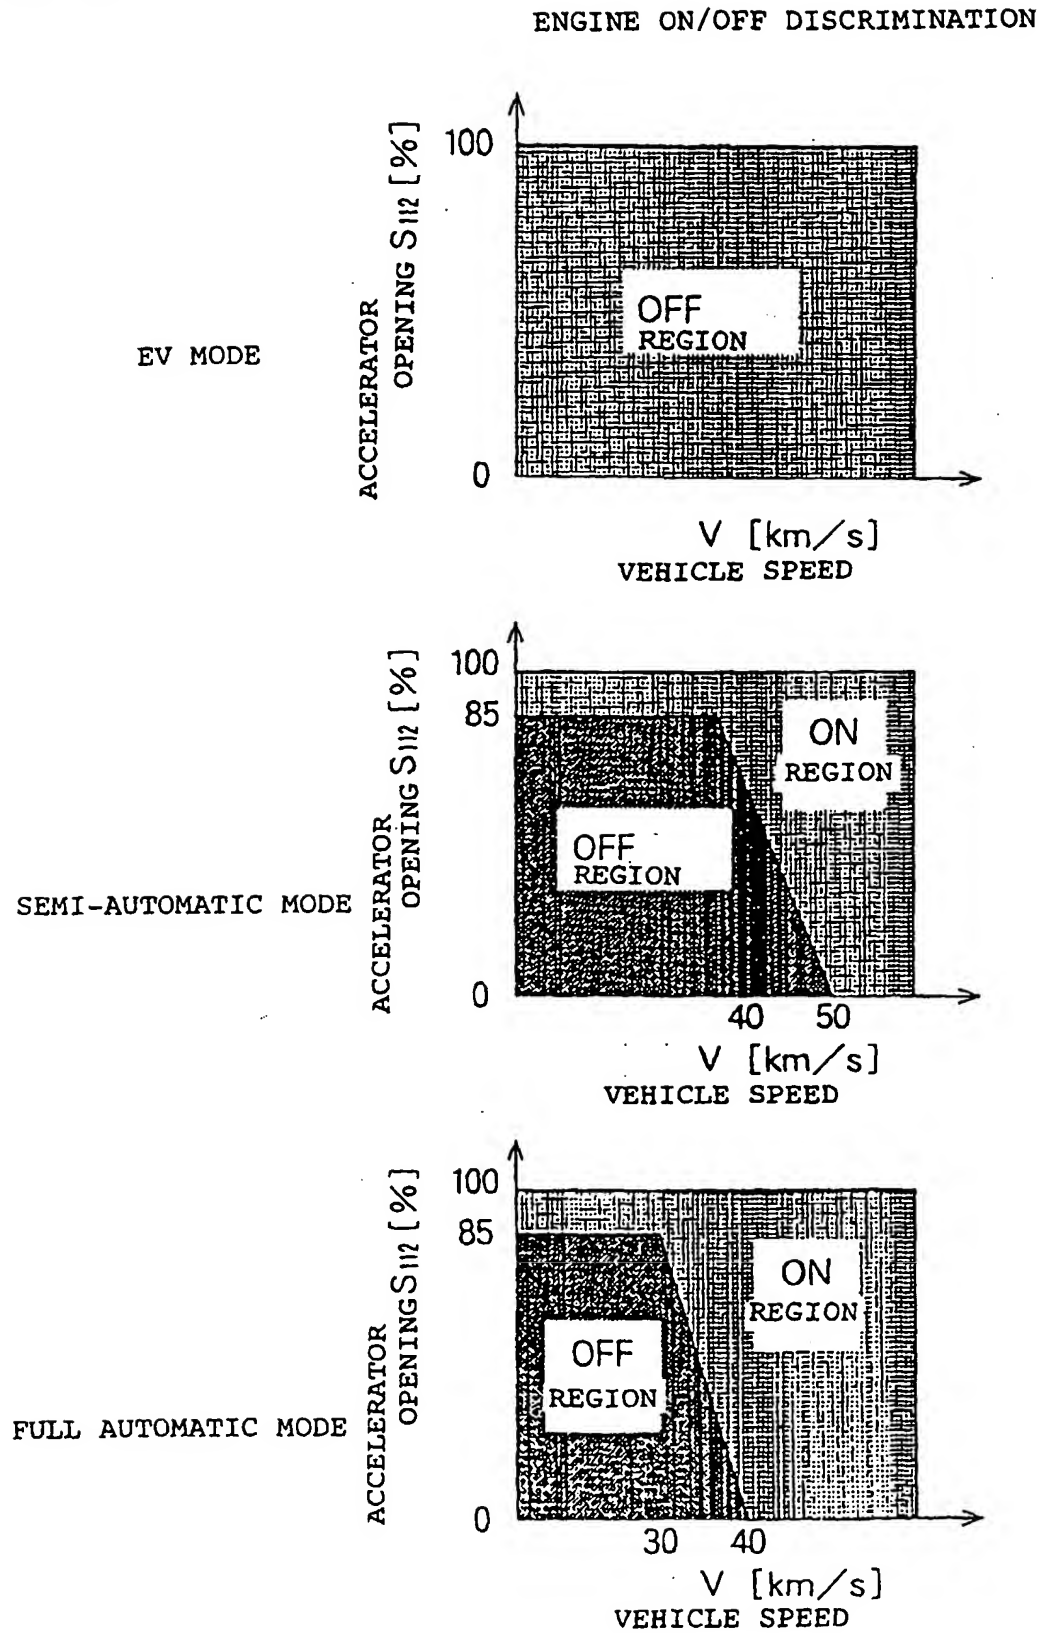 ENGINE ON/OFF DISCRIMINATION
EV MODE
ACCELERATOR
OPENING S112 [%]
100
0
OFF
REGION
V [km/s]
VEHICLE SPEED
SEMI-AUTOMATIC MODE
ACCELERATOR
OPENING S112 [%]
100
85
0
ON
REGION
OFF
REGION
40 50
V [km/s]
VEHICLE SPEED
FULL AUTOMATIC MODE
ACCELERATOR
OPENING S112 [%]
100
85
0
ON
REGION
OFF
REGION
30 40
V [km/s]
VEHICLE SPEED